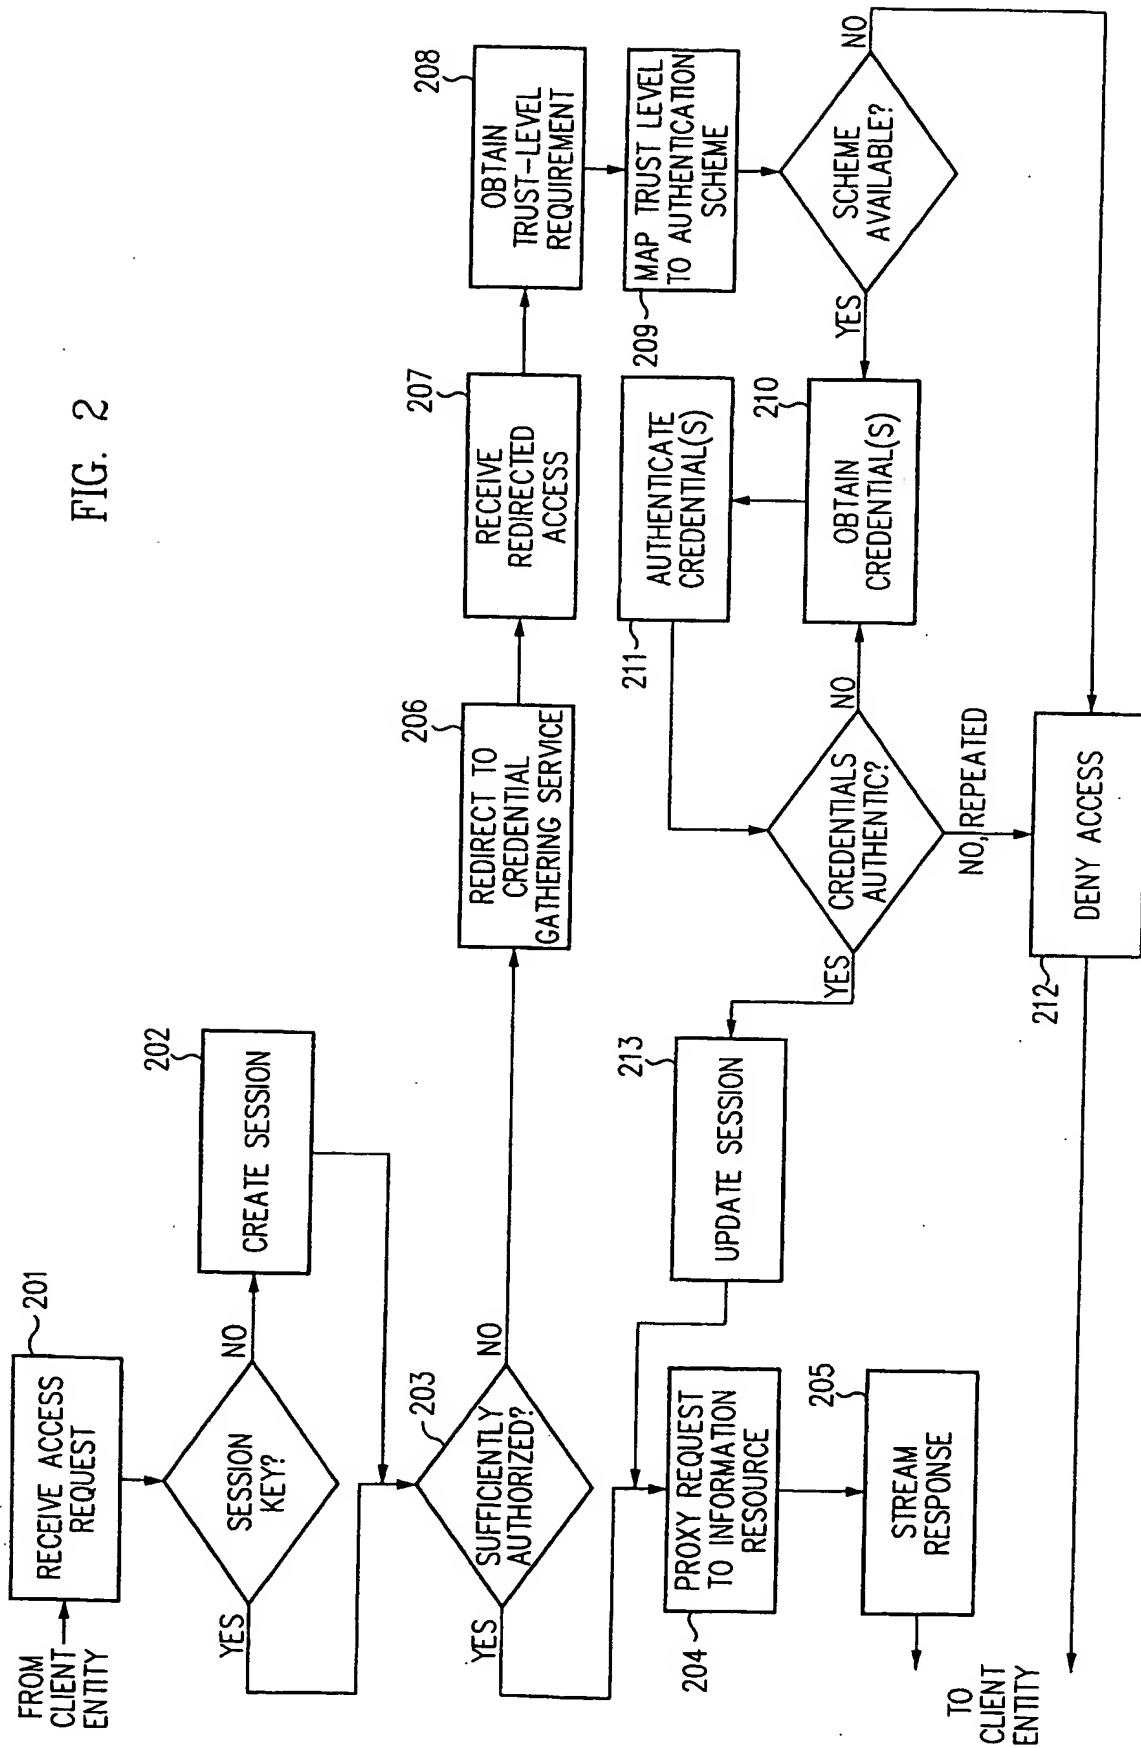 FIG. 2
FROM
CLIENT
ENTITY
RECEIVE ACCESS
REQUEST
201
SESSION
KEY?
YES
NO
CREATE SESSION
202
SUFFICIENTLY
AUTHORIZED?
203
YES
NO
REDIRECT TO
CREDENTIAL
GATHERING SERVICE
206
RECEIVE
REDIRECTED
ACCESS
207
OBTAIN
TRUST-LEVEL
REQUIREMENT
208
MAP TRUST LEVEL
TO AUTHENTICATION
SCHEME
209
SCHEME
AVAILABLE?
YES
NO
OBTAIN
CREDENTIAL(S)
210
AUTHENTICATE
CREDENTIAL(S)
211
CREDENTIALS
AUTHENTIC?
YES
NO
NO, REPEATED
DENY ACCESS
212
UPDATE SESSION
213
PROXY REQUEST
TO INFORMATION
RESOURCE
204
STREAM
RESPONSE
205
TO
CLIENT
ENTITY